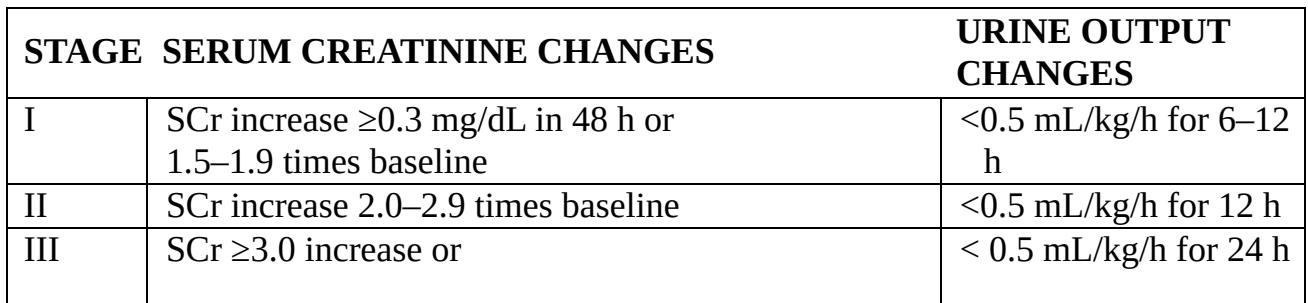 STAGE SERUM CREATININE CHANGES URINE OUTPUT
CHANGES
I SCr increase ≥0.3 mg/dL in 48 h or <0.5 mL/kg/h for 6–12
1.5–1.9 times baseline h
II SCr increase 2.0–2.9 times baseline <0.5 mL/kg/h for 12 h
III SCr ≥3.0 increase or < 0.5 mL/kg/h for 24 h